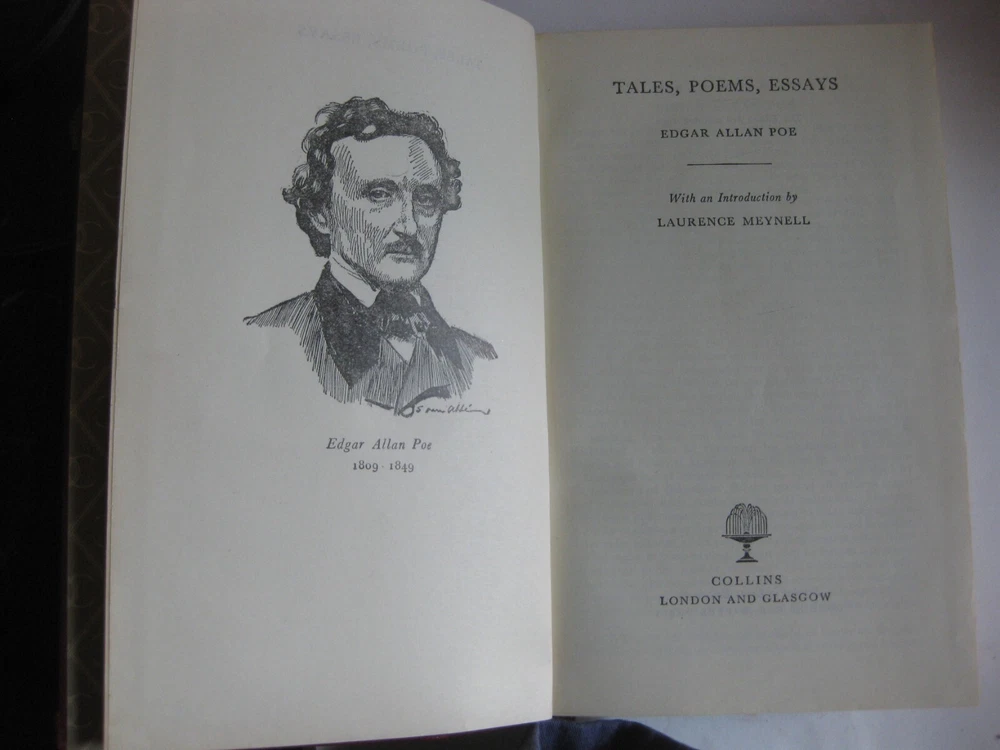 Edgar Allan Poe
1809 · 1849
TALES, POEMS, ESSAYS
EDGAR ALLAN POE
With an Introduction by
LAURENCE MEYNELL
COLLINS
LONDON AND GLASGOW